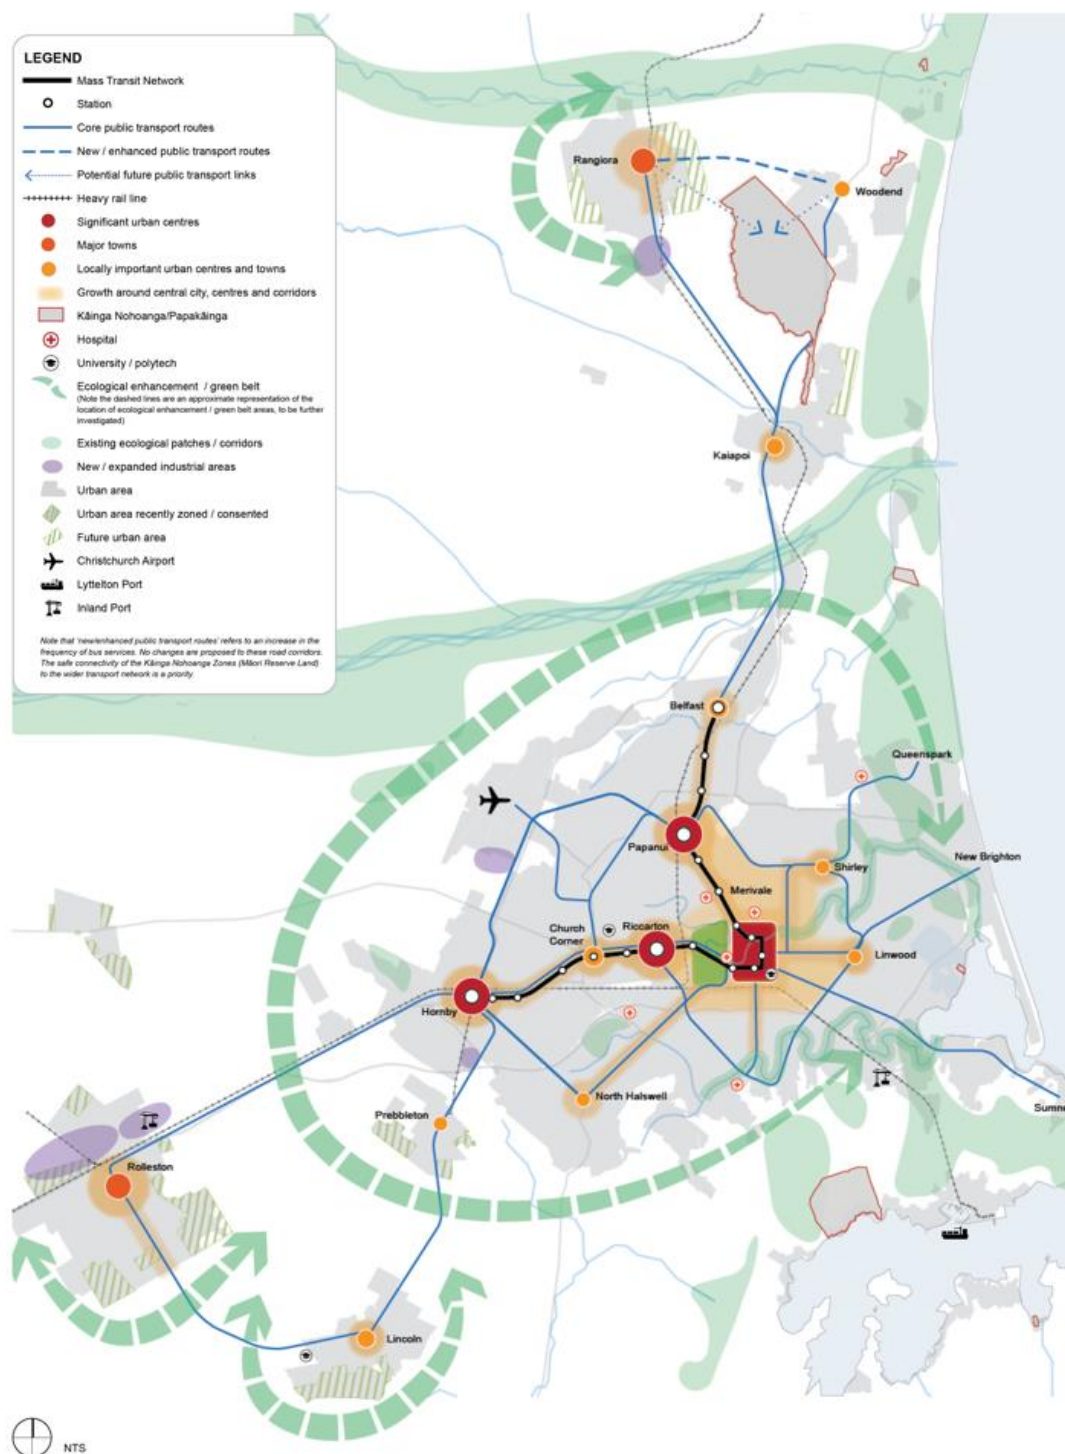 LEGEND
Mass Transit Network
Station
Core public transport routes
New / enhanced public transport routes
Potential future public transport links
Heavy rail line
Significant urban centres
Major towns
Locally important urban centres and towns
Growth around central city, centres and corridors
Kāinga Nohoanga/Papakāinga
Hospital
University / polytech
Ecological enhancement / green belt
(Note the dashed lines are an approximate representation of the
location of ecological enhancement / green belt areas, to be further
investigated)
Existing ecological patches / corridors
New / expanded industrial areas
Urban area
Urban area recently zoned / consented
Future urban area
Christchurch Airport
Lyttelton Port
Inland Port
Note that 'new/enhanced public transport routes' refers to an increase in the
frequency of bus services. No changes are proposed to these road corridors.
The safe connectivity of the Kāinga Nohoanga Zones (Māori Reserve Land)
to the wider transport network is a priority.
Rangiora
Woodend
Kaiapoi
Belfast
Queenspark
Papanui
Shirley
New Brighton
Merivale
Church
Corner
Riccarton
Linwood
Hornby
North Halswell
Prebbleton
Sumne
Rolleston
Lincoln
NTS